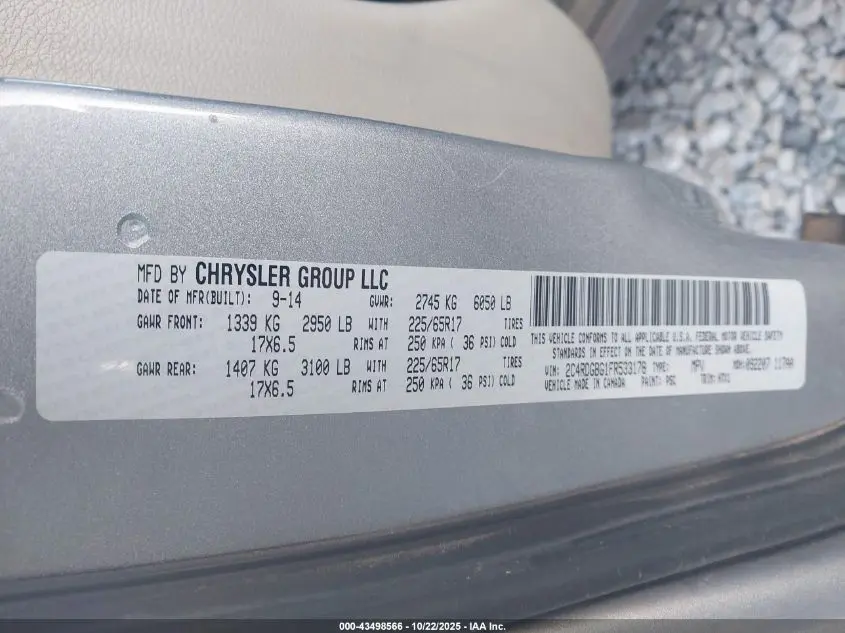 MFD BY CHRYSLER GROUP LLC
DATE OF MFR(BUILT): 9-14 GVWR: 2745 KG 6050 LB
GAWR FRONT: 1339 KG 2950 LB WITH 225/65R17 TIRES
17X6.5 RIMS AT 250 KPA ( 36 PSI) COLD
GAWR REAR: 1407 KG 3100 LB WITH 225/65R17 TIRES
17X6.5 RIMS AT 250 KPA ( 36 PSI) COLD
THIS VEHICLE CONFORMS TO ALL APPLICABLE U.S.A. FEDERAL MOTOR VEHICLE SAFETY
STANDARDS IN EFFECT ON THE DATE OF MANUFACTURE SHOWN ABOVE.
VIN: 2C4RDGBG1FR533178 TYPE: MPV MDH:
VEHICLE MADE IN CANADA PAINT: PSC TRIM:
000-43498566 - 10/22/2025 - IAA Inc.